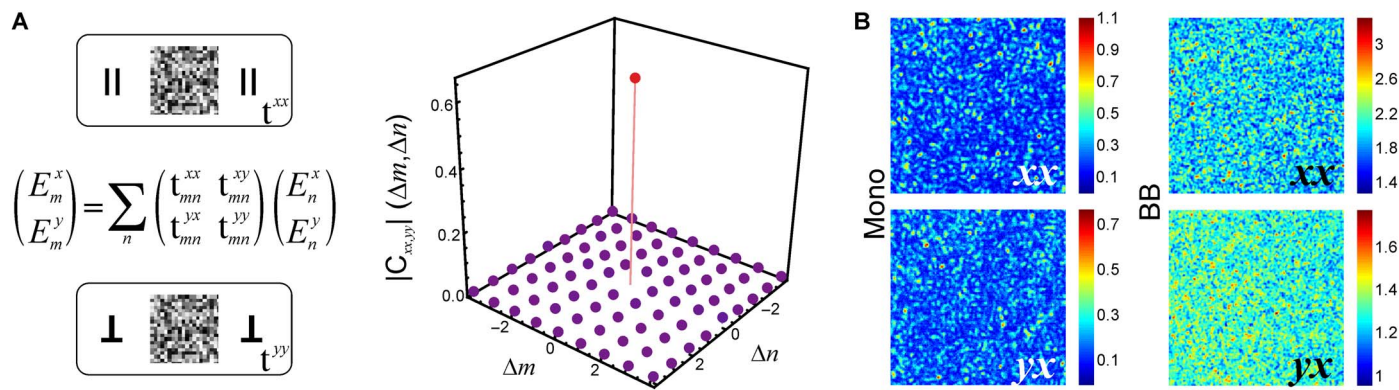 A
|| || t^xx
(E_m^x E_m^y) = Σ_n (t_mn^xx t_mn^xy t_mn^yx t_mn^yy) (E_n^x E_n^y)
⊥ ⊥ t^yy
|C_xx,yy| (Δm,Δn)
0.6
0.4
0.2
0.0
−2
0
2
Δm
−2
0
2
Δn
B
Mono
xx
1.1
0.9
0.7
0.5
0.3
0.1
yx
0.7
0.5
0.3
0.1
BB
xx
3
2.6
2.2
1.8
1.4
yx
1.6
1.4
1.2
1